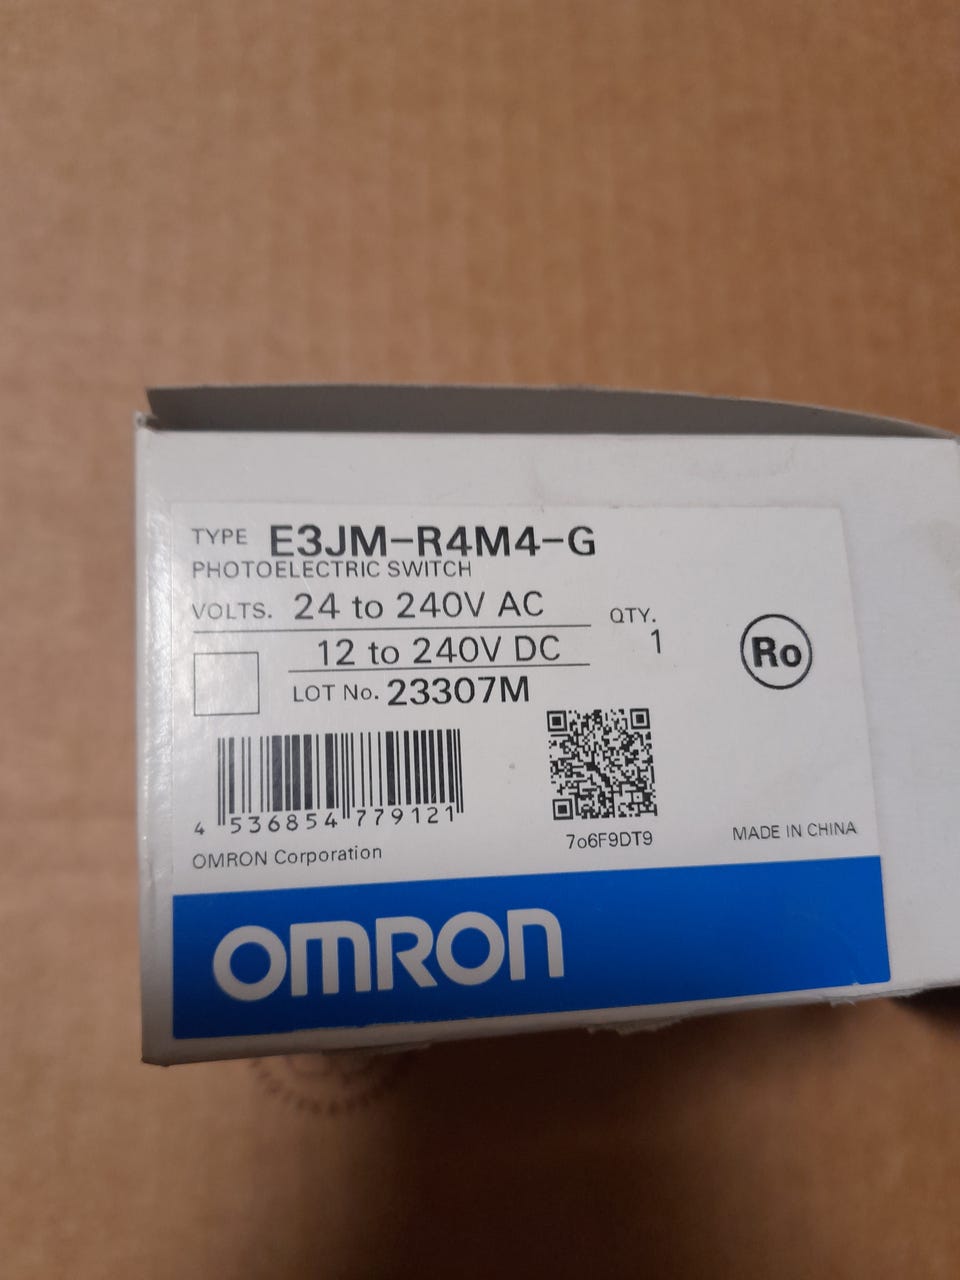 TYPE E3JM-R4M4-G
PHOTOELECTRIC SWITCH
VOLTS. 24 to 240V AC
12 to 240V DC
QTY.
1
LOT No. 23307M
Ro
4 536854 779121
7o6F9DT9
MADE IN CHINA
OMRON Corporation
OMRON